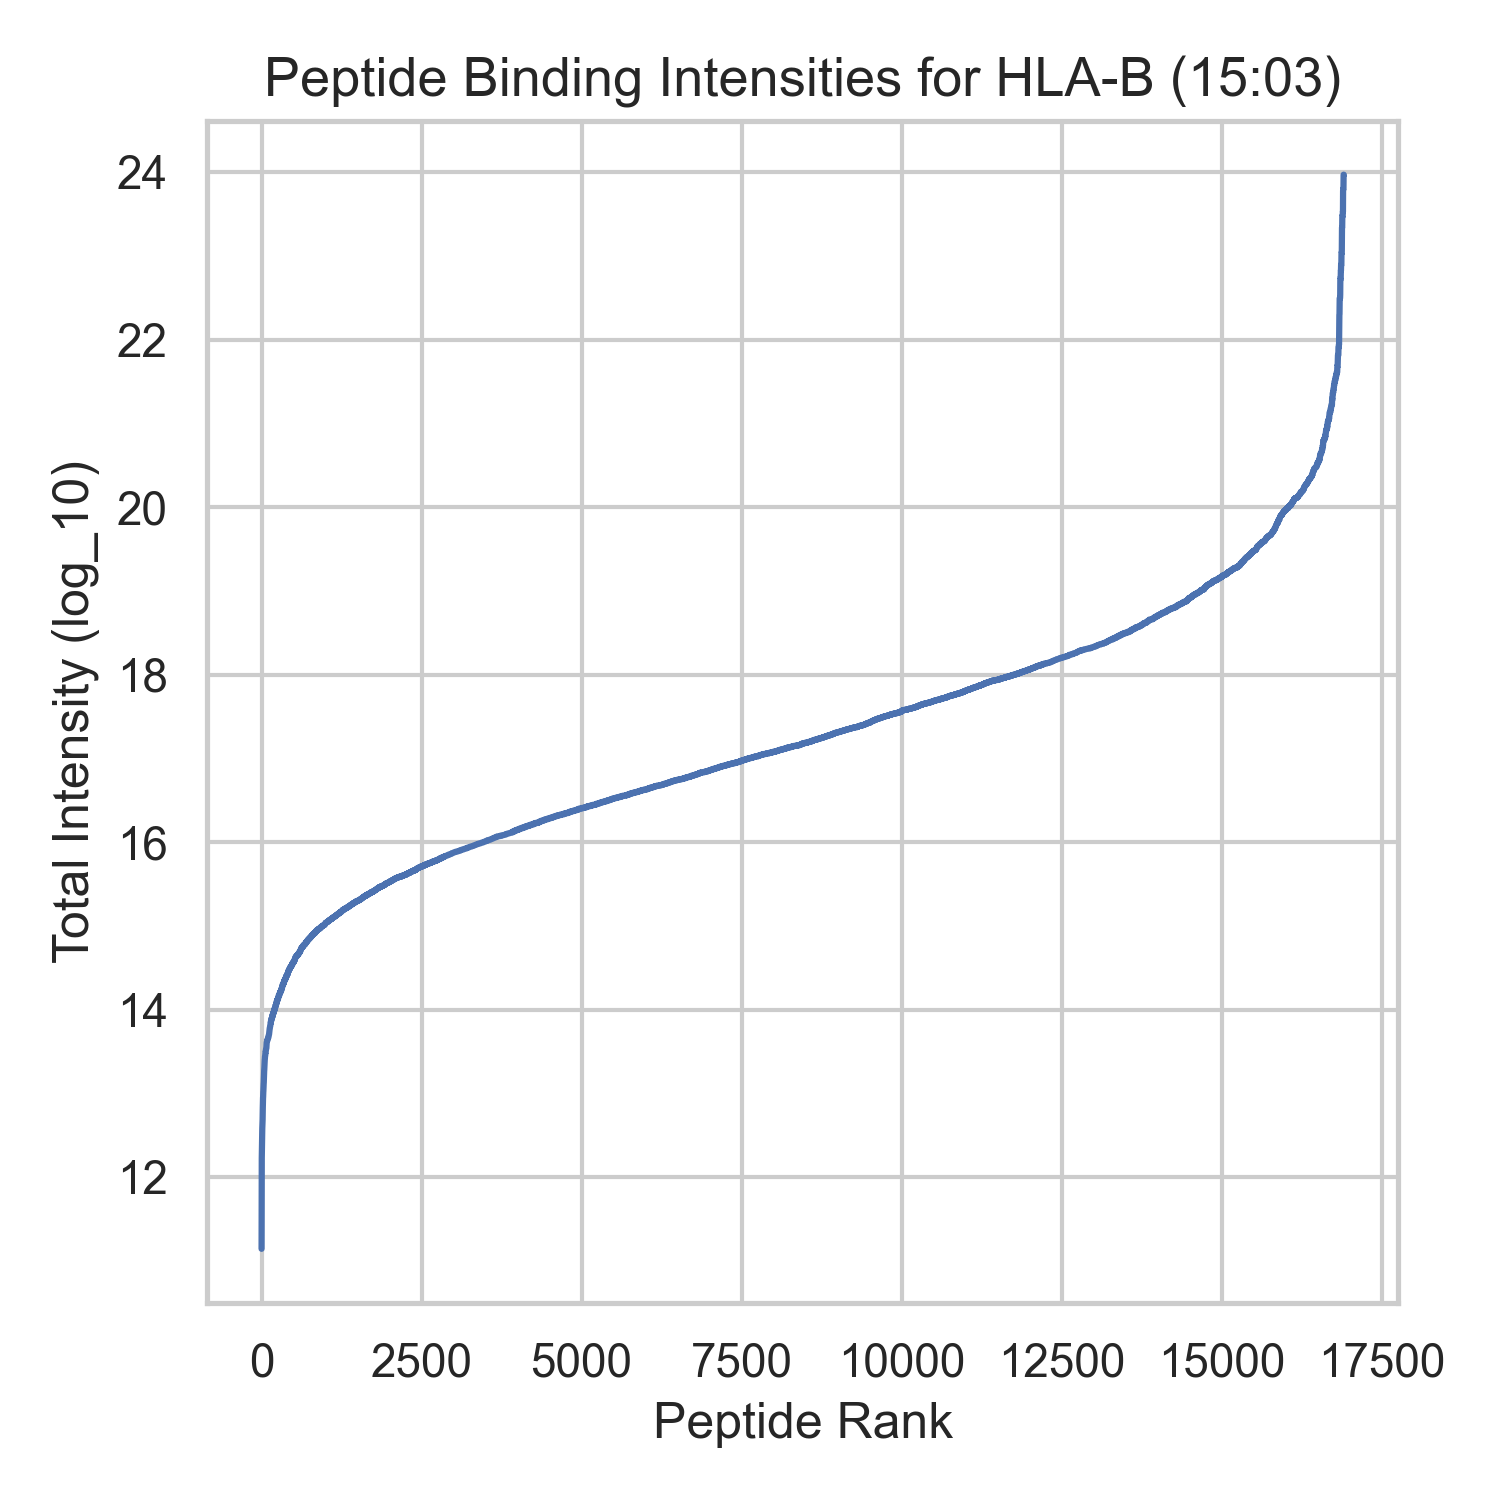 Peptide Binding Intensities for HLA-B (15:03)
Total Intensity (log_10)
24
22
20
18
16
14
12
0 2500 5000 7500 10000 12500 15000 17500
Peptide Rank